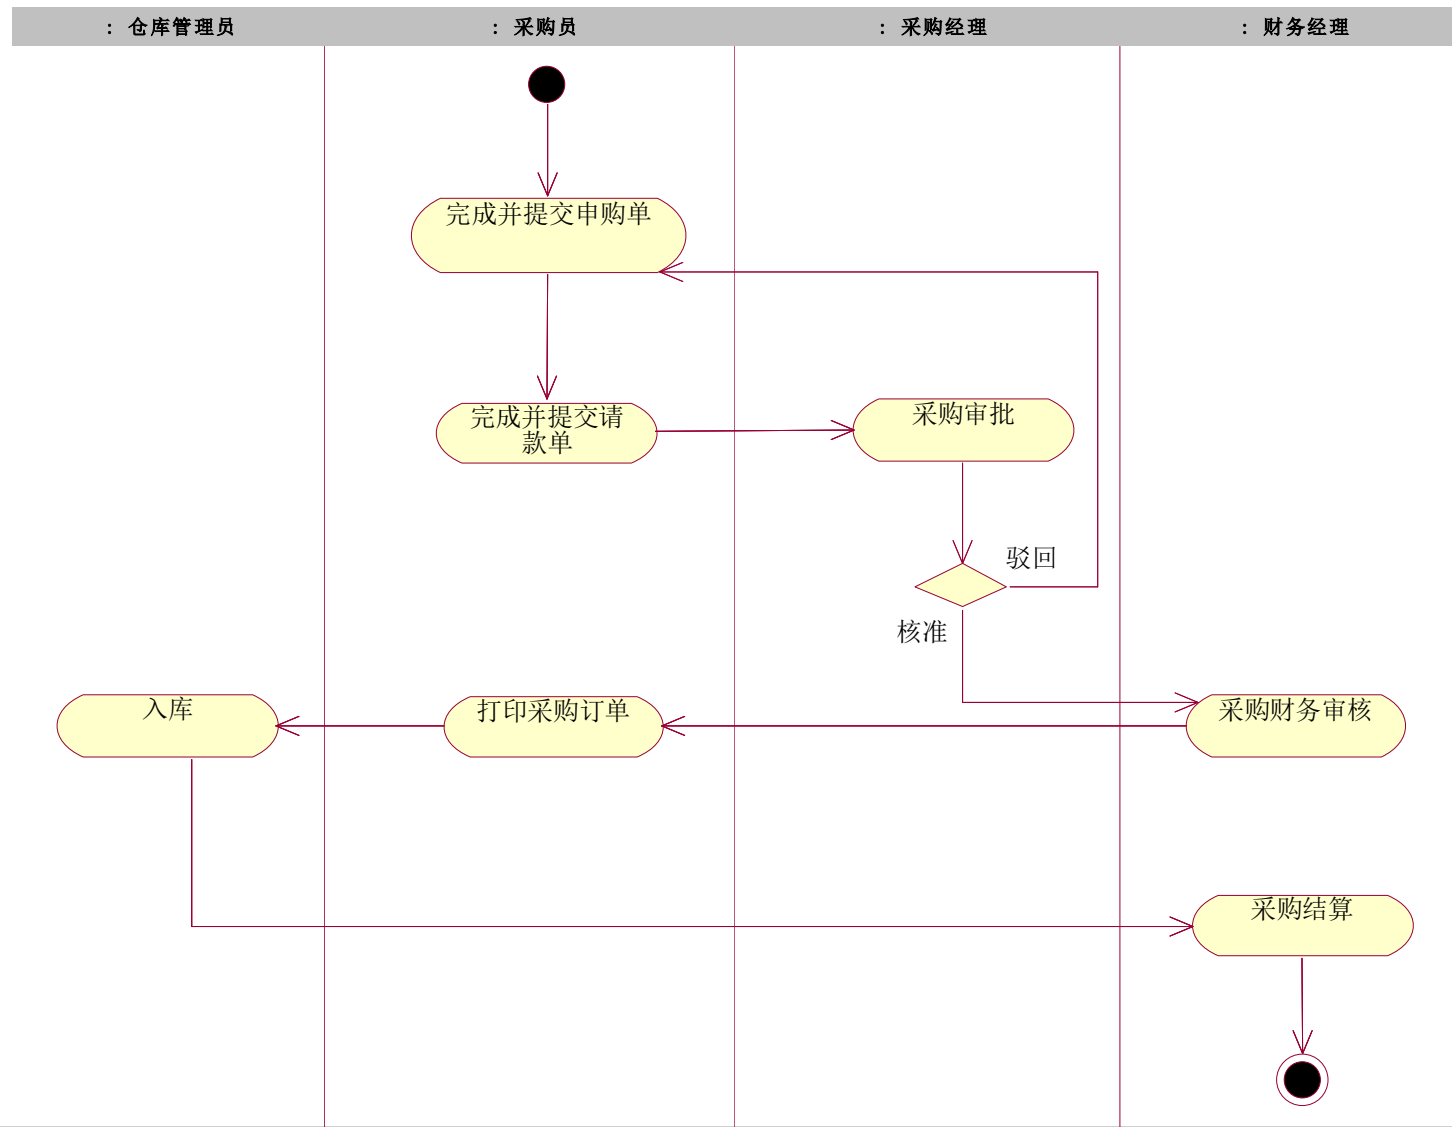 : 仓库管理员
: 采购员
: 采购经理
: 财务经理
完成并提交申购单
完成并提交请
款单
采购审批
驳回
核准
入库
打印采购订单
采购财务审核
采购结算